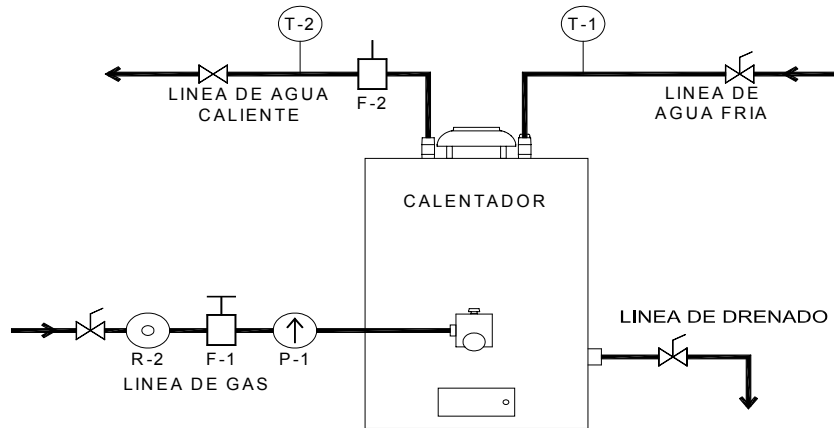 T-2
T-1
LINEA DE AGUA
CALIENTE
F-2
LINEA DE
AGUA FRIA
CALENTADOR
LINEA DE DRENADO
R-2
F-1
P-1
LINEA DE GAS